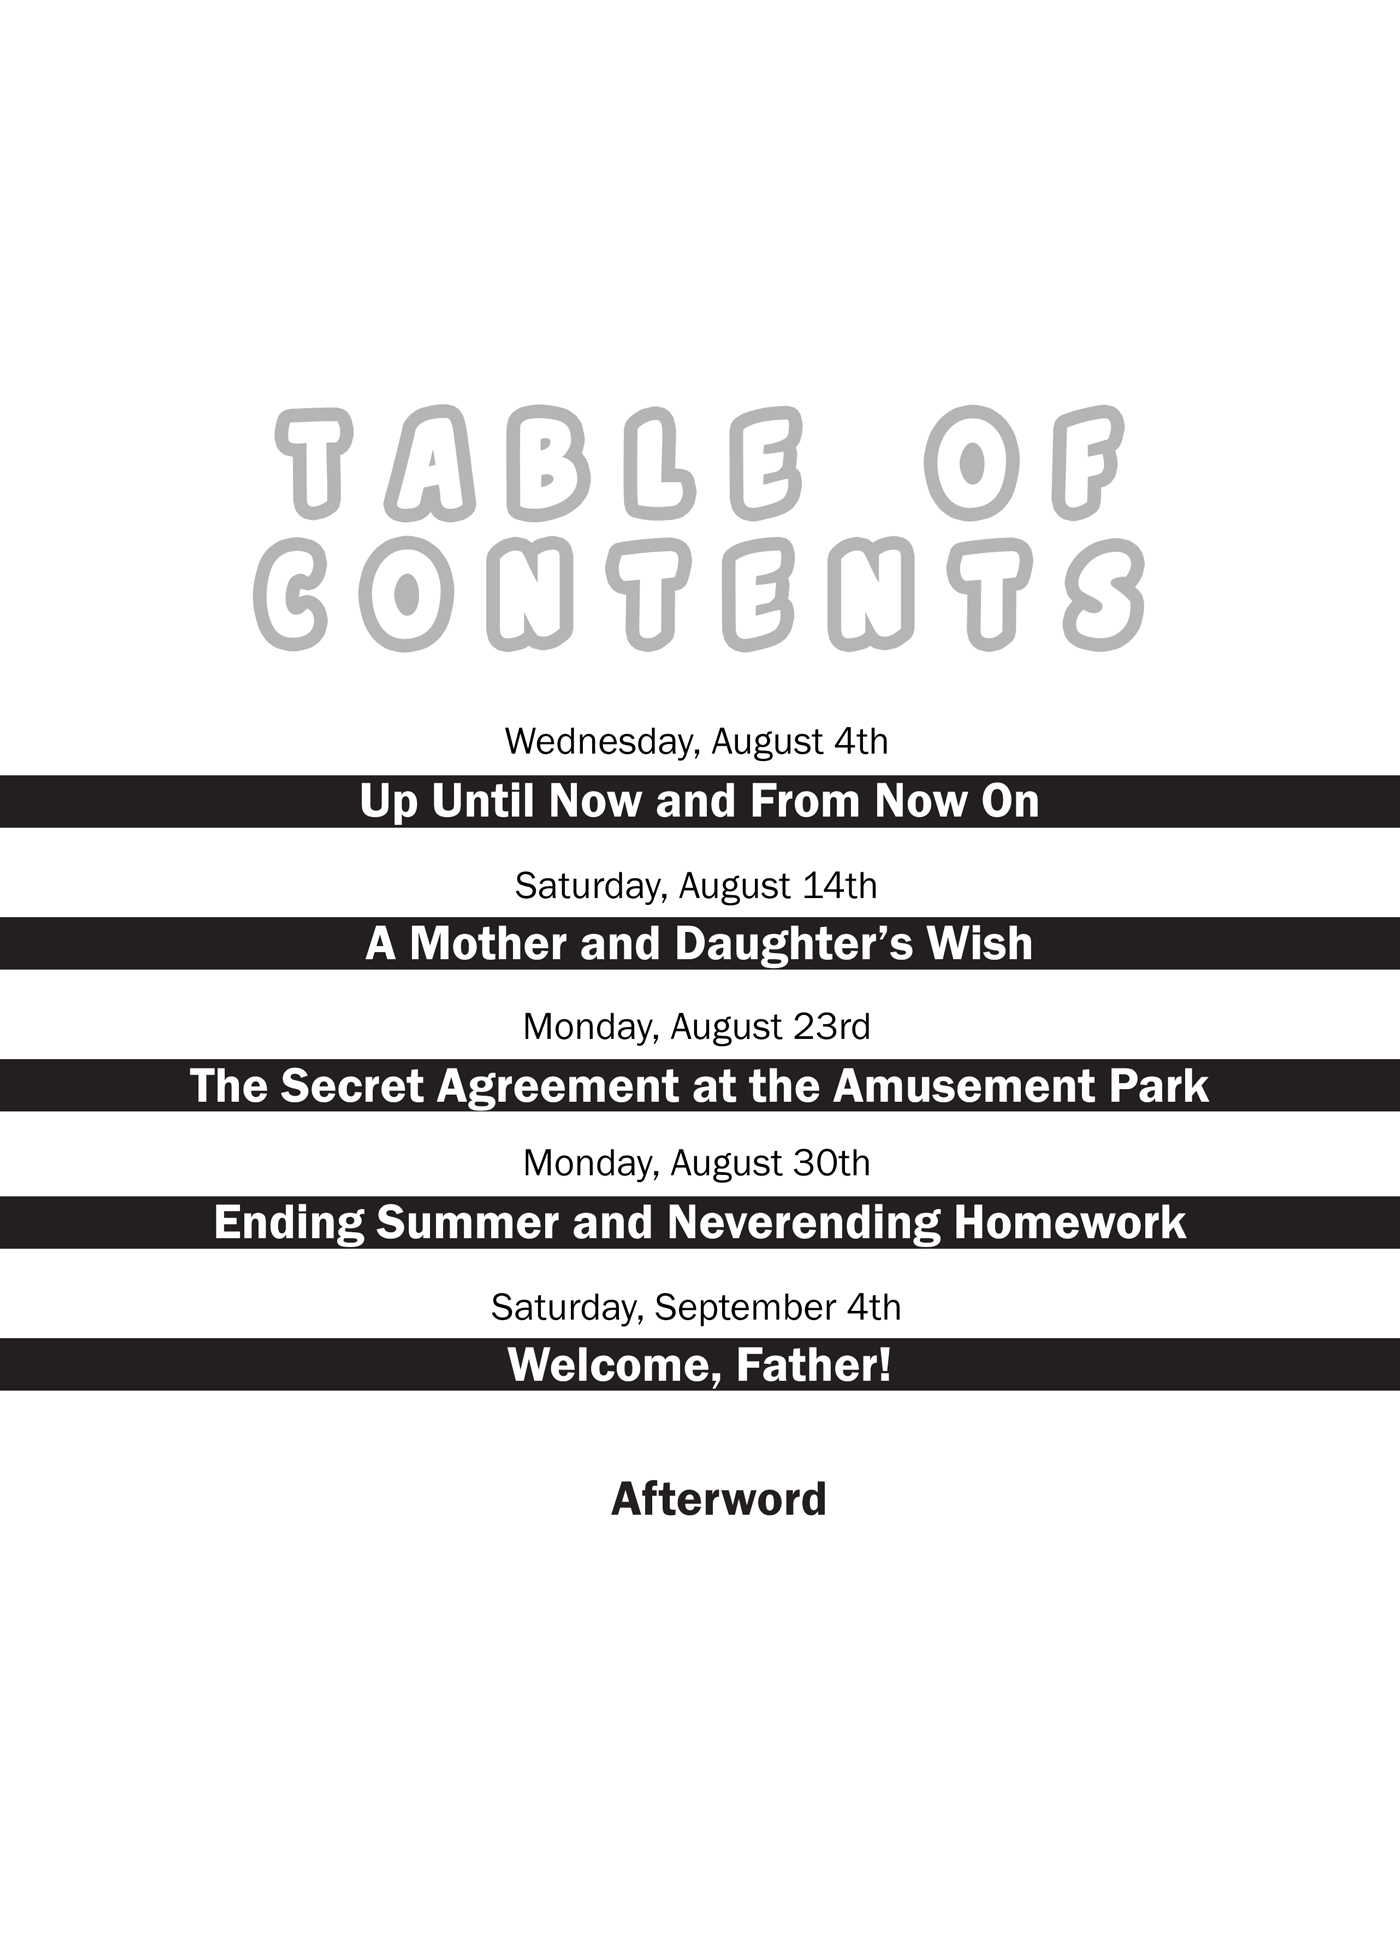 TABLE OF
CONTENTS
Wednesday, August 4th
Up Until Now and From Now On
Saturday, August 14th
A Mother and Daughter’s Wish
Monday, August 23rd
The Secret Agreement at the Amusement Park
Monday, August 30th
Ending Summer and Neverending Homework
Saturday, September 4th
Welcome, Father!
Afterword